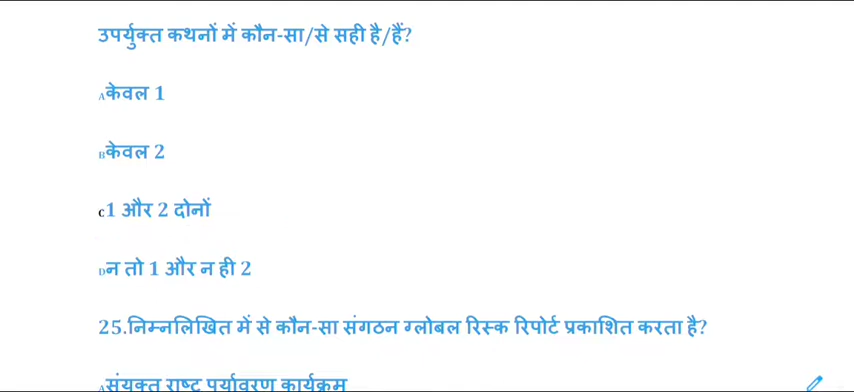 उपर्युक्त कथनों में कौन-सा/से सही है/हैं?
Aकेवल 1
Bकेवल 2
C1 और 2 दोनों
Dन तो 1 और न ही 2
25.निम्नलिखित में से कौन-सा संगठन ग्लोबल रिस्क रिपोर्ट प्रकाशित करता है?
Aसंयुक्त राष्ट्र पर्यावरण कार्यक्रम